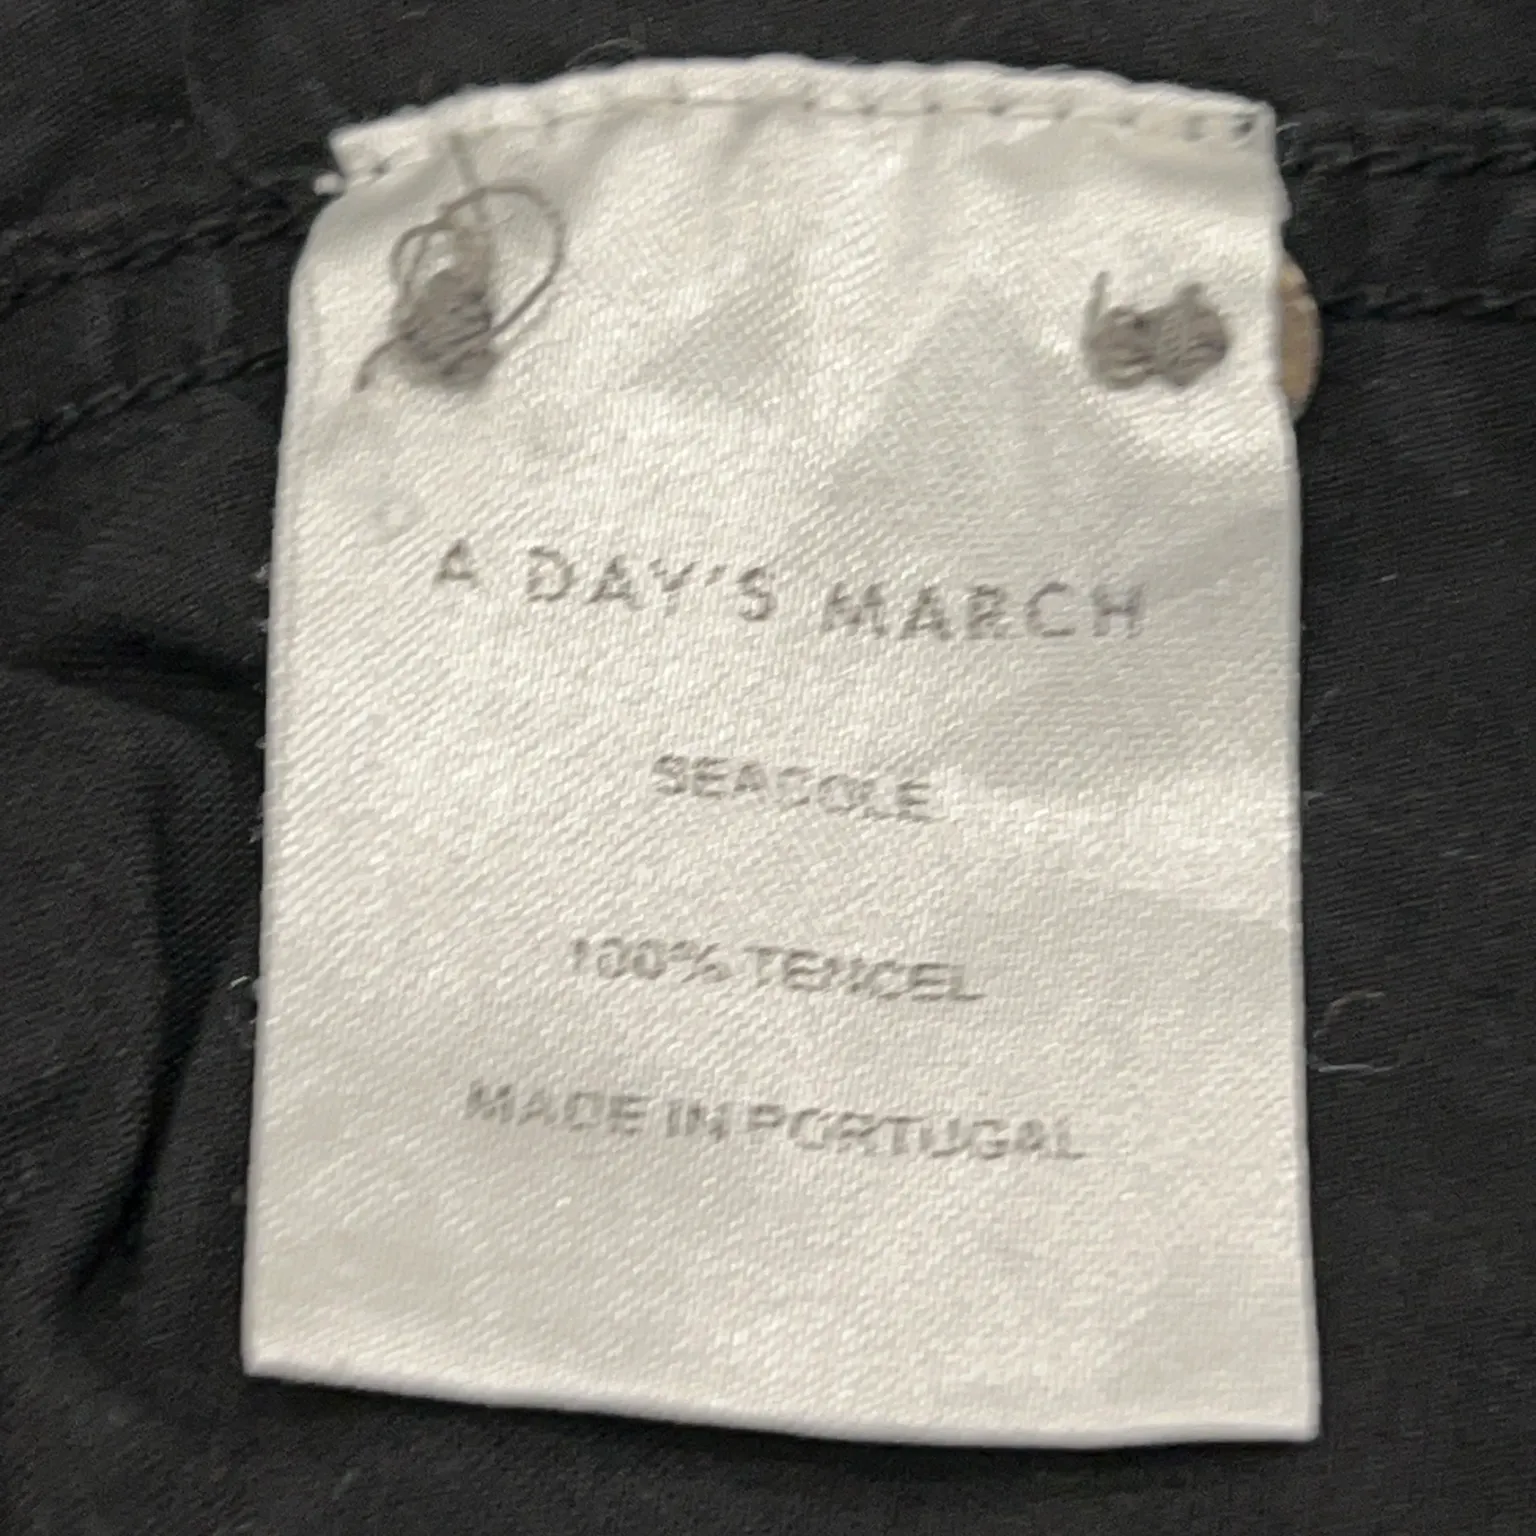 A DAY'S MARCH
SEACOLE
100% TENCEL
MADE IN PORTUGAL